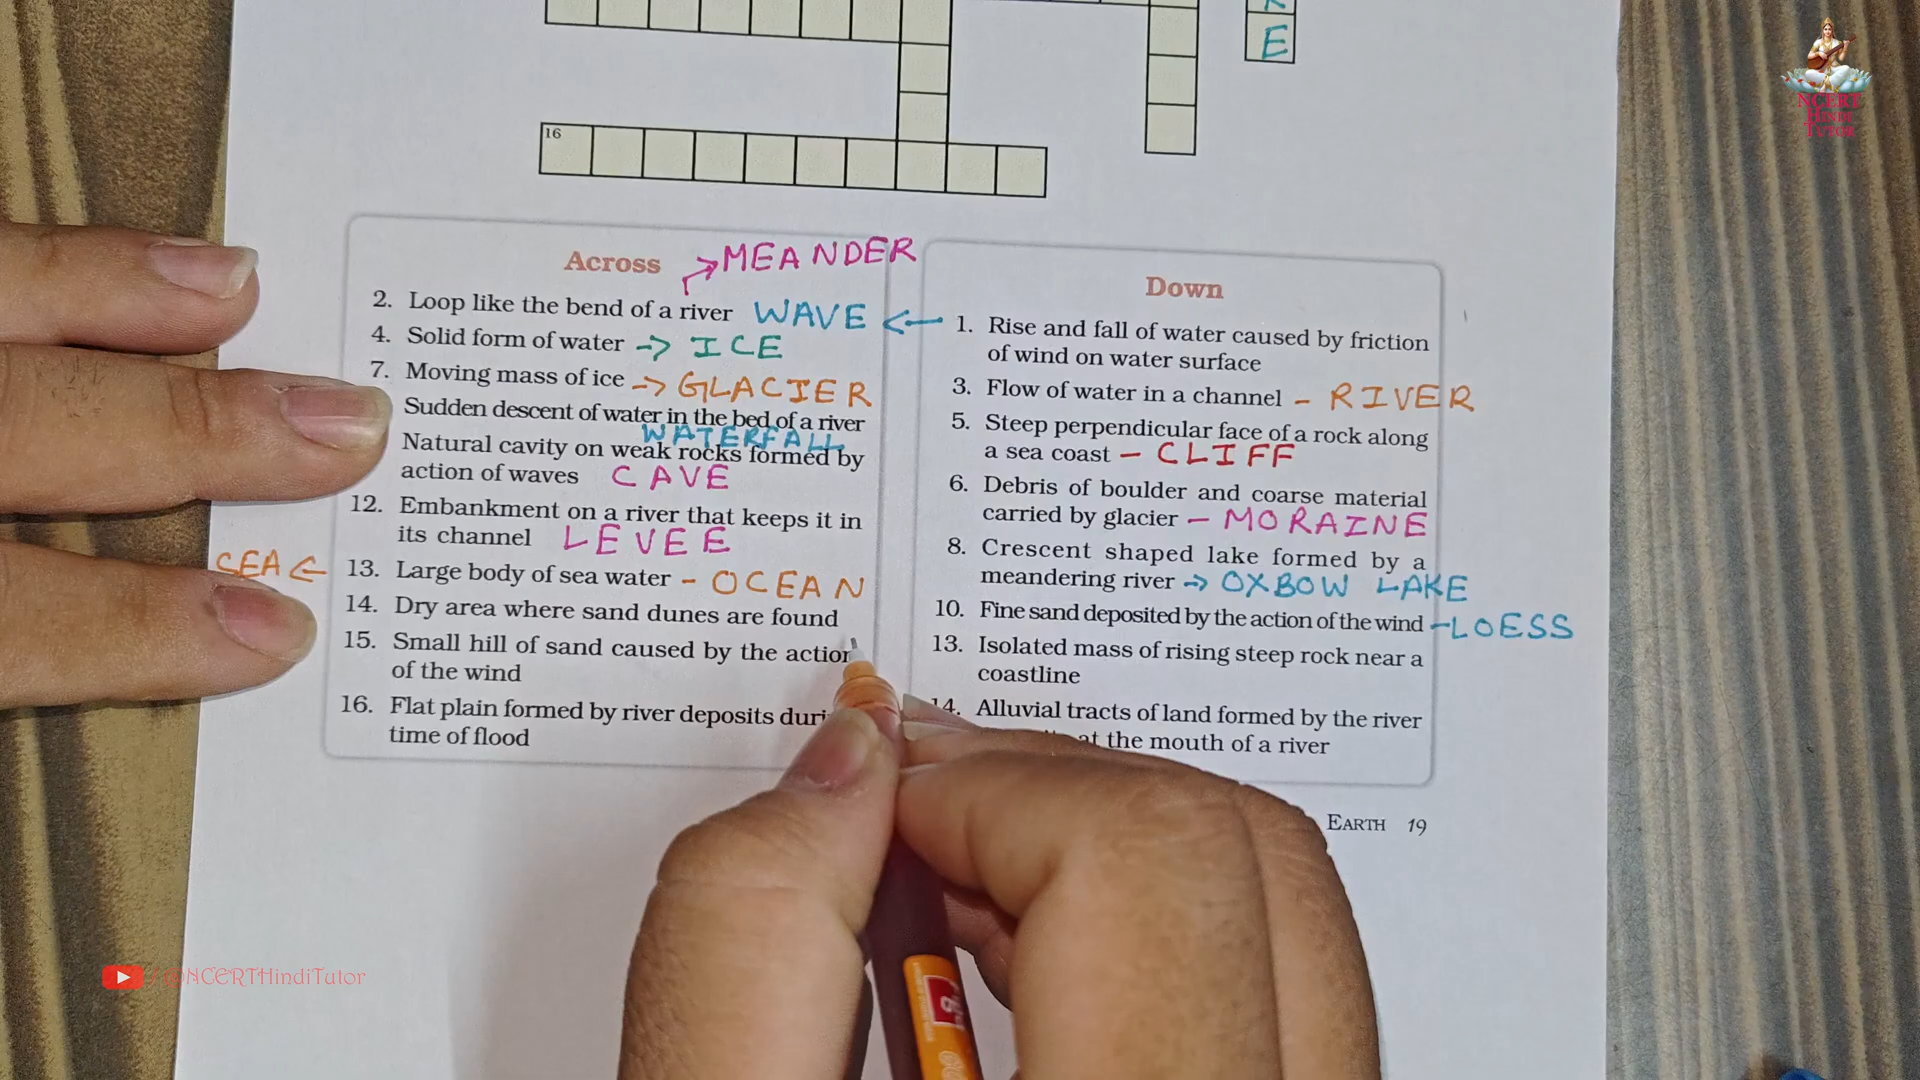 E
NCERT
HINDI
TUTOR
16
Across
MEANDER
2. Loop like the bend of a river WAVE
4. Solid form of water -> ICE
7. Moving mass of ice -> GLACIER
Sudden descent of water in the bed of a river
WATERFALL
Natural cavity on weak rocks formed by
action of waves CAVE
12. Embankment on a river that keeps it in
its channel LEVEE
13. Large body of sea water - OCEAN
14. Dry area where sand dunes are found
15. Small hill of sand caused by the action
of the wind
16. Flat plain formed by river deposits
time of flood
Down
1. Rise and fall of water caused by friction
of wind on water surface
3. Flow of water in a channel - RIVER
5. Steep perpendicular face of a rock along
a sea coast - CLIFF
6. Debris of boulder and coarse material
carried by glacier - MORAINE
8. Crescent shaped lake formed by a
meandering river -> OXBOW LAKE
10. Fine sand deposited by the action of the wind - LOESS
13. Isolated mass of rising steep rock near a
coastline
14. Alluvial tracts of land formed by the river
at the mouth of a river
EARTH 19